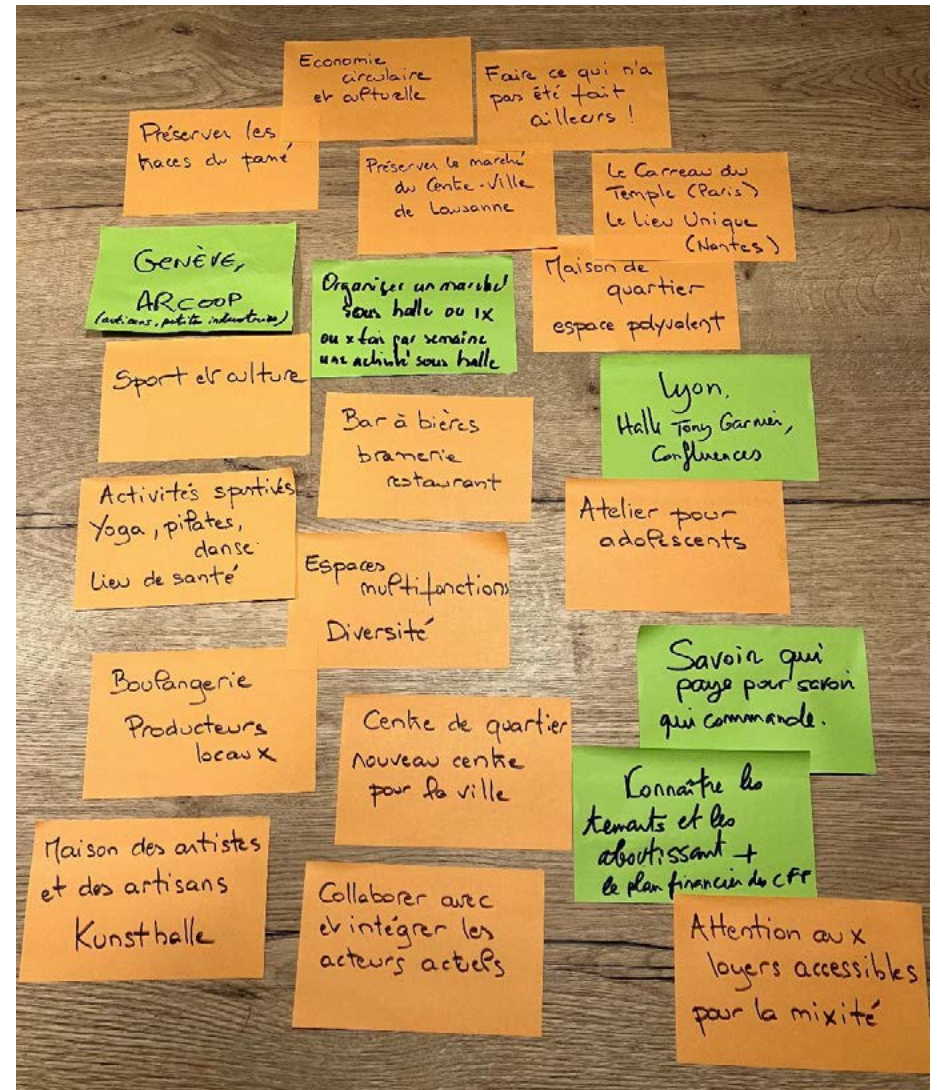 Economie
circulaire
et culturelle
Faire ce qui n'a
pas été fait
ailleurs !
Préserver les
traces du passé
Préserver le marché
du Centre-Ville
de Lausanne
Le Carreau du
Temple (Paris)
Le Lieu Unique
(Nantes)
GENÈVE,
ARCOOP
(artisans, petites industries)
Organiser un marché
sous halle ou 1x
ou x fois par semaine
une activité sous halle
Maison de
quartier
espace polyvalent
Sport et culture
Bar à bières
brasserie
restaurant
Lyon,
Halle Tony Garnier,
Confluences
Activités sportives
Yoga, pilates,
danse
Lieu de santé
Espaces
multifonctions
Diversité
Atelier pour
adolescents
Boulangerie
Producteurs
locaux
Centre de quartier
nouveau centre
pour la ville
Savoir qui
paye pour savoir
qui commande.
Connaître les
tenants et les
aboutissant +
le plan financier des CFF
Maison des artistes
et des artisans
Kunsthalle
Collaborer avec
et intégrer les
acteurs actuels
Attention aux
loyers accessibles
pour la mixité